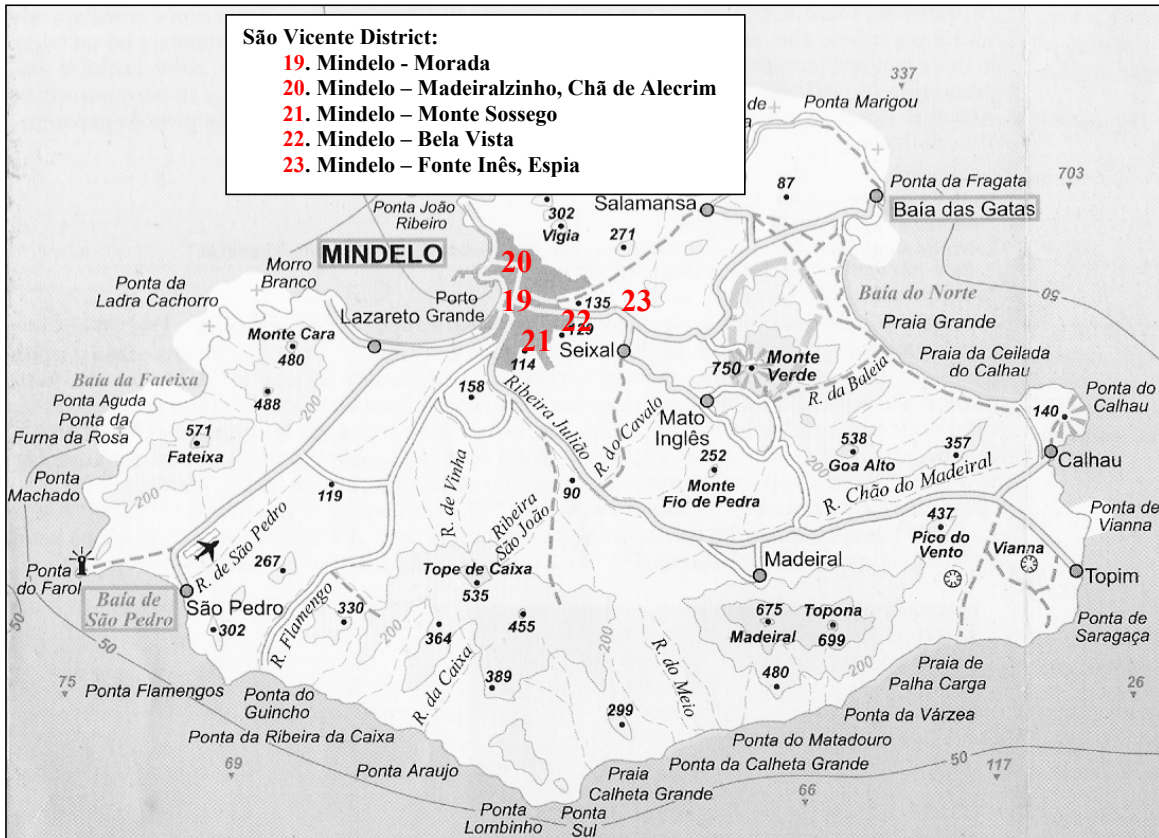 São Vicente District:
19. Mindelo - Morada
20. Mindelo – Madeiralzinho, Chã de Alecrim
21. Mindelo – Monte Sossego
22. Mindelo – Bela Vista
23. Mindelo – Fonte Inês, Espia
337
de
Ponta Marigou
703
Ponta da Fragata
87
Baía das Gatas
Salamansa
Ponta João
Ribeiro
302
Vigia
271
MINDELO
20
Morro
Branco
Ponta da
Ladra Cachorro
Porto
Grande
19
135
23
50
Baía do Norte
Lazareto
22
129
Praia Grande
Monte Cara
480
21
114
Seixal
750
Monte
Verde
Praia da Ceilada
do Calhau
Baía da Fateixa
R. da Baleia
Ponta do
Calhau
Ponta Aguda
488
200
158
Ribeira Julião
R. do Cavalo
Mato
Inglês
140
Ponta da
Furna da Rosa
571
Fateixa
538
Goa Alto
357
Calhau
252
Monte
Fio de Pedra
200
R. Chão do Madeiral
Ponta
Machado
200
119
R. de Vinha
90
Ribeira
São João
437
Pico do
Vento
Vianna
Ponta de
Vianna
R. de São Pedro
267
Tope de Caixa
535
Madeiral
Topim
Ponta
do Farol
São Pedro
Baía de
São Pedro
302
R. Flamengo
330
200
364
455
200
675
Madeiral
Topona
699
Ponta de
Saragaça
50
50
R. da Caixa
R. do Meio
480
200
Praia de
Palha Carga
75
Ponta Flamengos
Ponta do
Guincho
389
299
26
Ponta da Várzea
Ponta da Ribeira da Caixa
Ponta do Matadouro
69
Ponta Araujo
Ponta da Calheta Grande
50
117
Praia
Calheta Grande
66
Ponta
Lombinho
Ponta
Sul